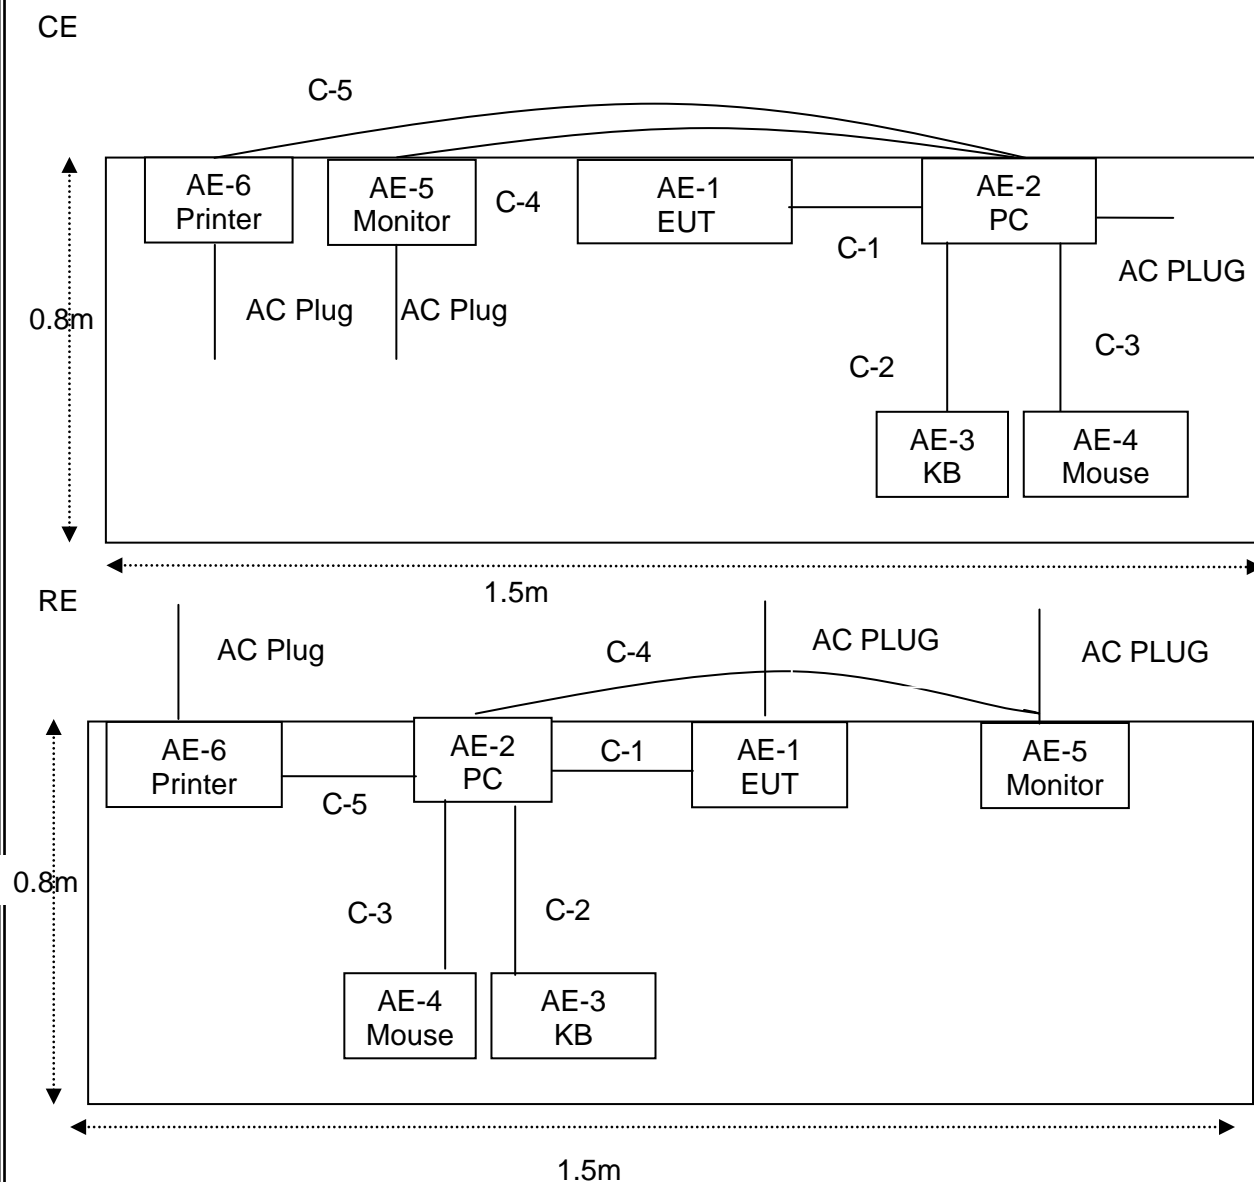 CE
C-5
AE-6
Printer
AE-5
Monitor
C-4
AE-1
EUT
C-1
AE-2
PC
AC PLUG
AC Plug
AC Plug
0.8m
C-2
C-3
AE-3
KB
AE-4
Mouse
1.5m
RE
AC Plug
C-4
AC PLUG
AC PLUG
AE-6
Printer
C-5
AE-2
PC
C-1
AE-1
EUT
AE-5
Monitor
0.8m
C-3
C-2
AE-4
Mouse
AE-3
KB
1.5m